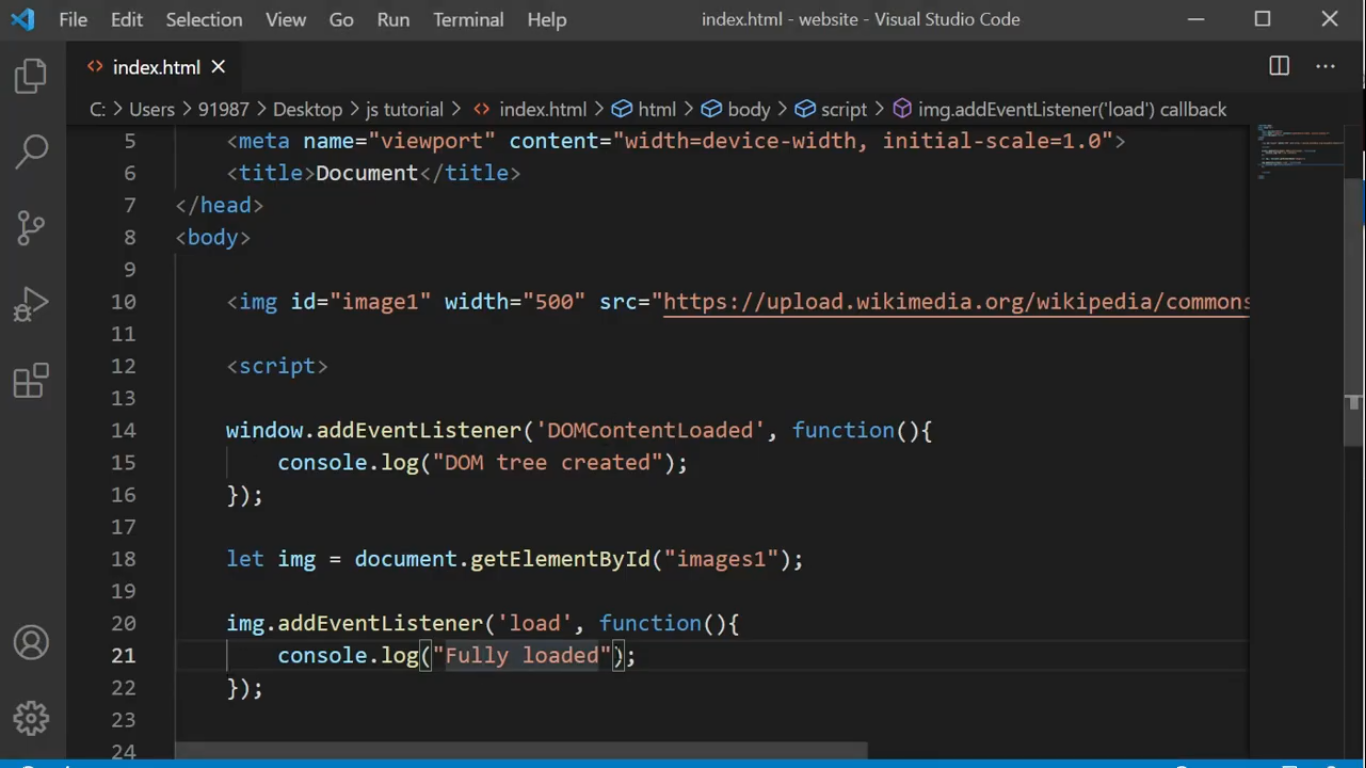 File Edit Selection View Go Run Terminal Help index.html - website - Visual Studio Code
index.html
C: > Users > 91987 > Desktop > js tutorial > index.html > html > body > script > img.addEventListener('load') callback
5 <meta name="viewport" content="width=device-width, initial-scale=1.0">
6 <title>Document</title>
7 </head>
8 <body>
9
10 <img id="image1" width="500" src="https://upload.wikimedia.org/wikipedia/commons
11
12 <script>
13
14 window.addEventListener('DOMContentLoaded', function(){
15 console.log("DOM tree created");
16 });
17
18 let img = document.getElementById("images1");
19
20 img.addEventListener('load', function(){
21 console.log("Fully loaded");
22 });
23
24